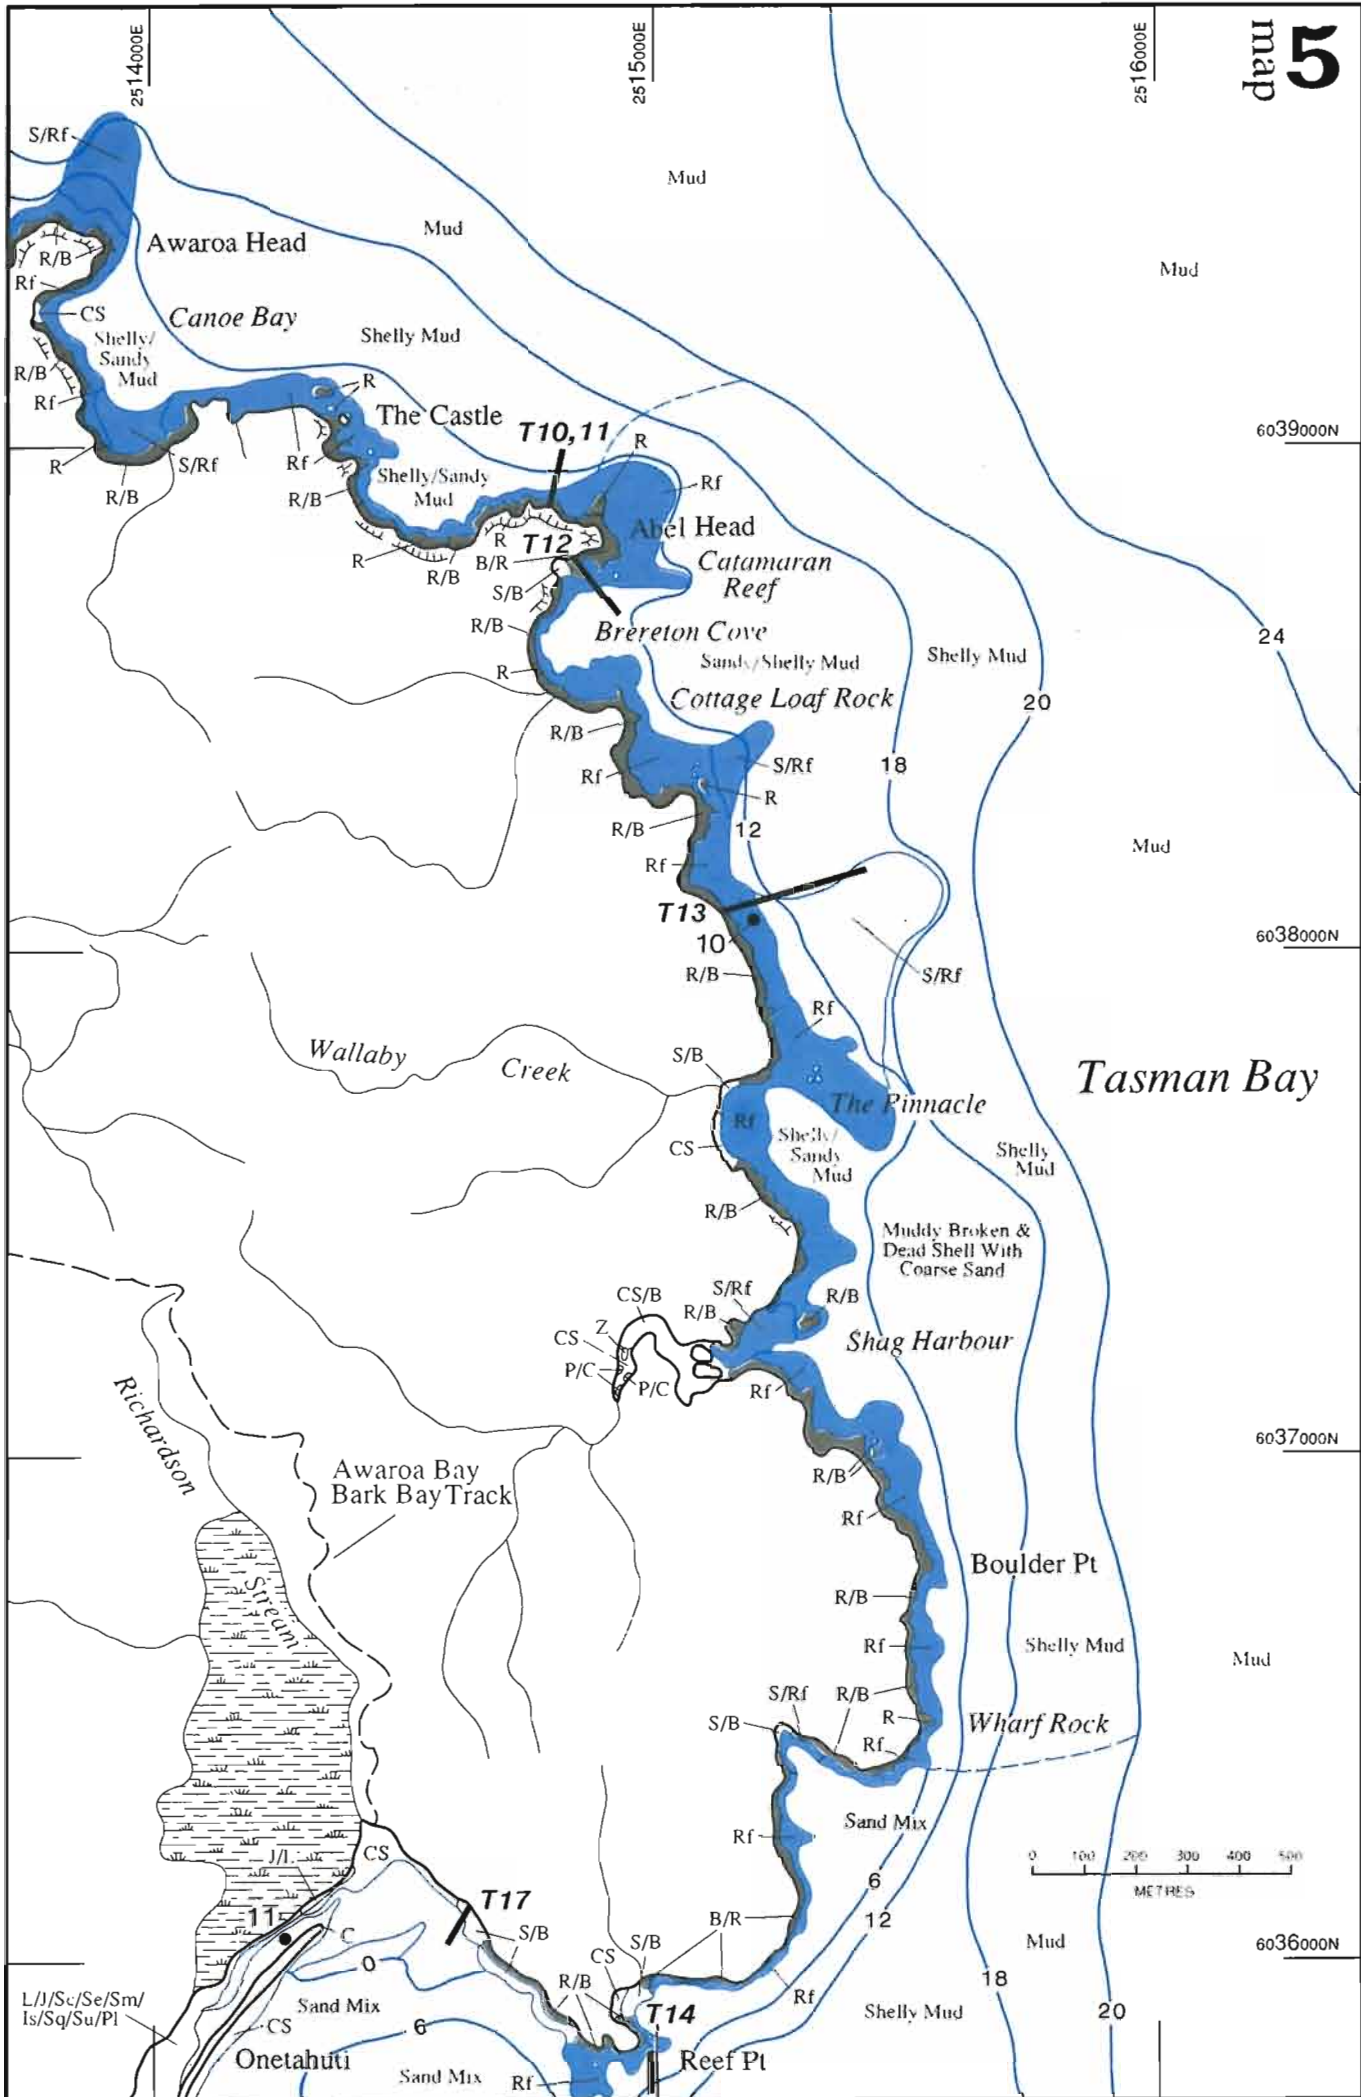 map 5
2514000E
2515000E
2516000E
S/Rf
Mud
Mud
Mud
Awaroa Head
R/B
Rf
CS
Canoe Bay
Shelly/
Sandy
Mud
Shelly Mud
R/B
Rf
R
The Castle
T10,11
R
6039000N
R
R/B
S/Rf
Rf
R/B
Shelly/Sandy
Mud
Rf
Abel Head
R
R/B
R
T12
B/R
S/B
Catamaran
Reef
R/B
Brereton Cove
24
R
Sandy/Shelly Mud
Shelly Mud
Cottage Loaf Rock
20
R/B
Rf
S/Rf
18
R
R/B
12
Mud
Rf
T13
10
6038000N
R/B
S/Rf
Rf
Wallaby
Creek
S/B
Tasman Bay
The Pinnacle
Rf
CS
Shelly/
Sandy
Mud
Shelly
Mud
R/B
Muddy Broken &
Dead Shell With
Coarse Sand
CS/B
S/Rf
R/B
R/B
Z
CS
Shag Harbour
P/C
P/C
Rf
Richardson
Stream
6037000N
Awaroa Bay
Bark Bay Track
R/B
Rf
Boulder Pt
R/B
Rf
Shelly Mud
Mud
S/Rf
R/B
S/B
R
Wharf Rock
Rf
Sand Mix
Rf
0 100 200 300 400 500
METRES
J/L
CS
6
T17
11
C
S/B
B/R
12
Mud
6036000N
0
CS
S/B
R/B
18
L/J/Sc/Se/Sm/
Is/Sq/Su/Pl
Sand Mix
CS
6
T14
Rf
Shelly Mud
20
Onetahuti
Sand Mix
Rf
Reef Pt